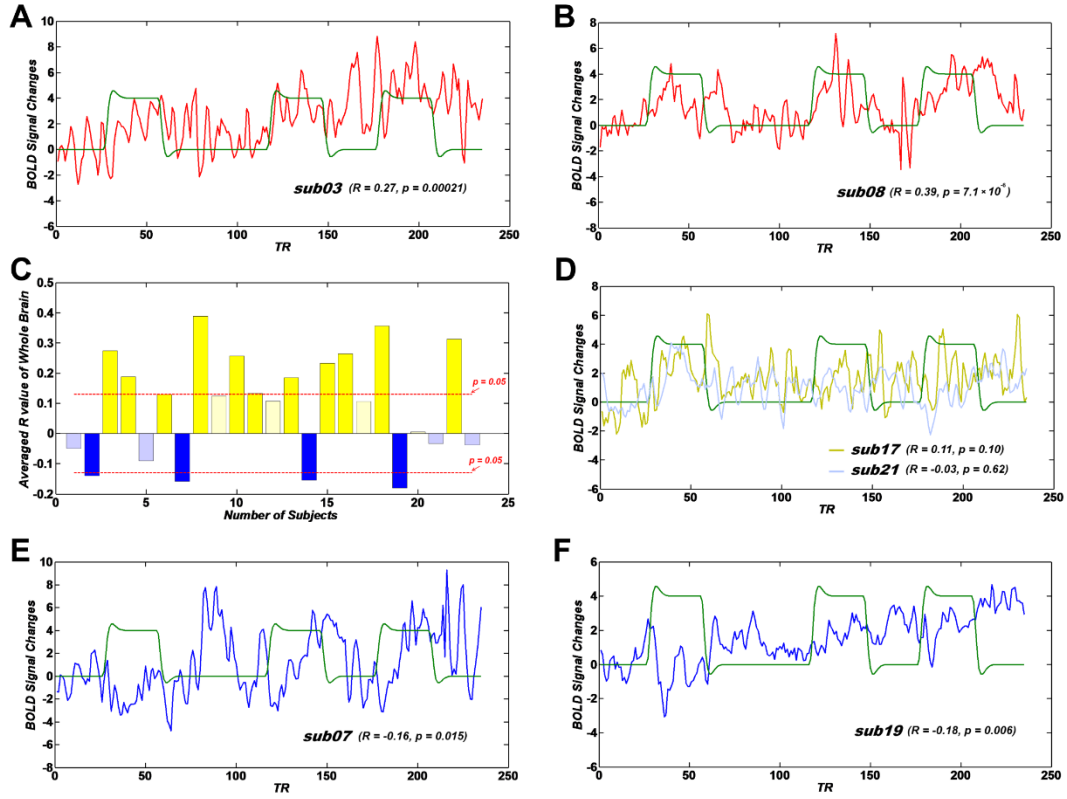 A
BOLD Signal Changes
10
8
6
4
2
0
-2
-4
-6
sub03 (R = 0.27, p = 0.00021)
0 50 100 150 200 250
TR
B
BOLD Signal Changes
8
6
4
2
0
-2
-4
-6
sub08 (R = 0.39, p = 7.1 × 10⁻⁶)
0 50 100 150 200 250
TR
C
Averaged R value of Whole Brain
0.5
0.4
0.3
0.2
0.1
0
-0.1
-0.2
p = 0.05
p = 0.05
0 5 10 15 20 25
Number of Subjects
D
BOLD Signal Changes
8
6
4
2
0
-2
-4
-6
sub17 (R = 0.11, p = 0.10)
sub21 (R = -0.03, p = 0.62)
0 50 100 150 200 250
TR
E
BOLD Signal Changes
10
8
6
4
2
0
-2
-4
-6
-8
sub07 (R = -0.16, p = 0.015)
0 50 100 150 200 250
TR
F
BOLD Signal Changes
6
4
2
0
-2
-4
-6
sub19 (R = -0.18, p = 0.006)
0 50 100 150 200 250
TR